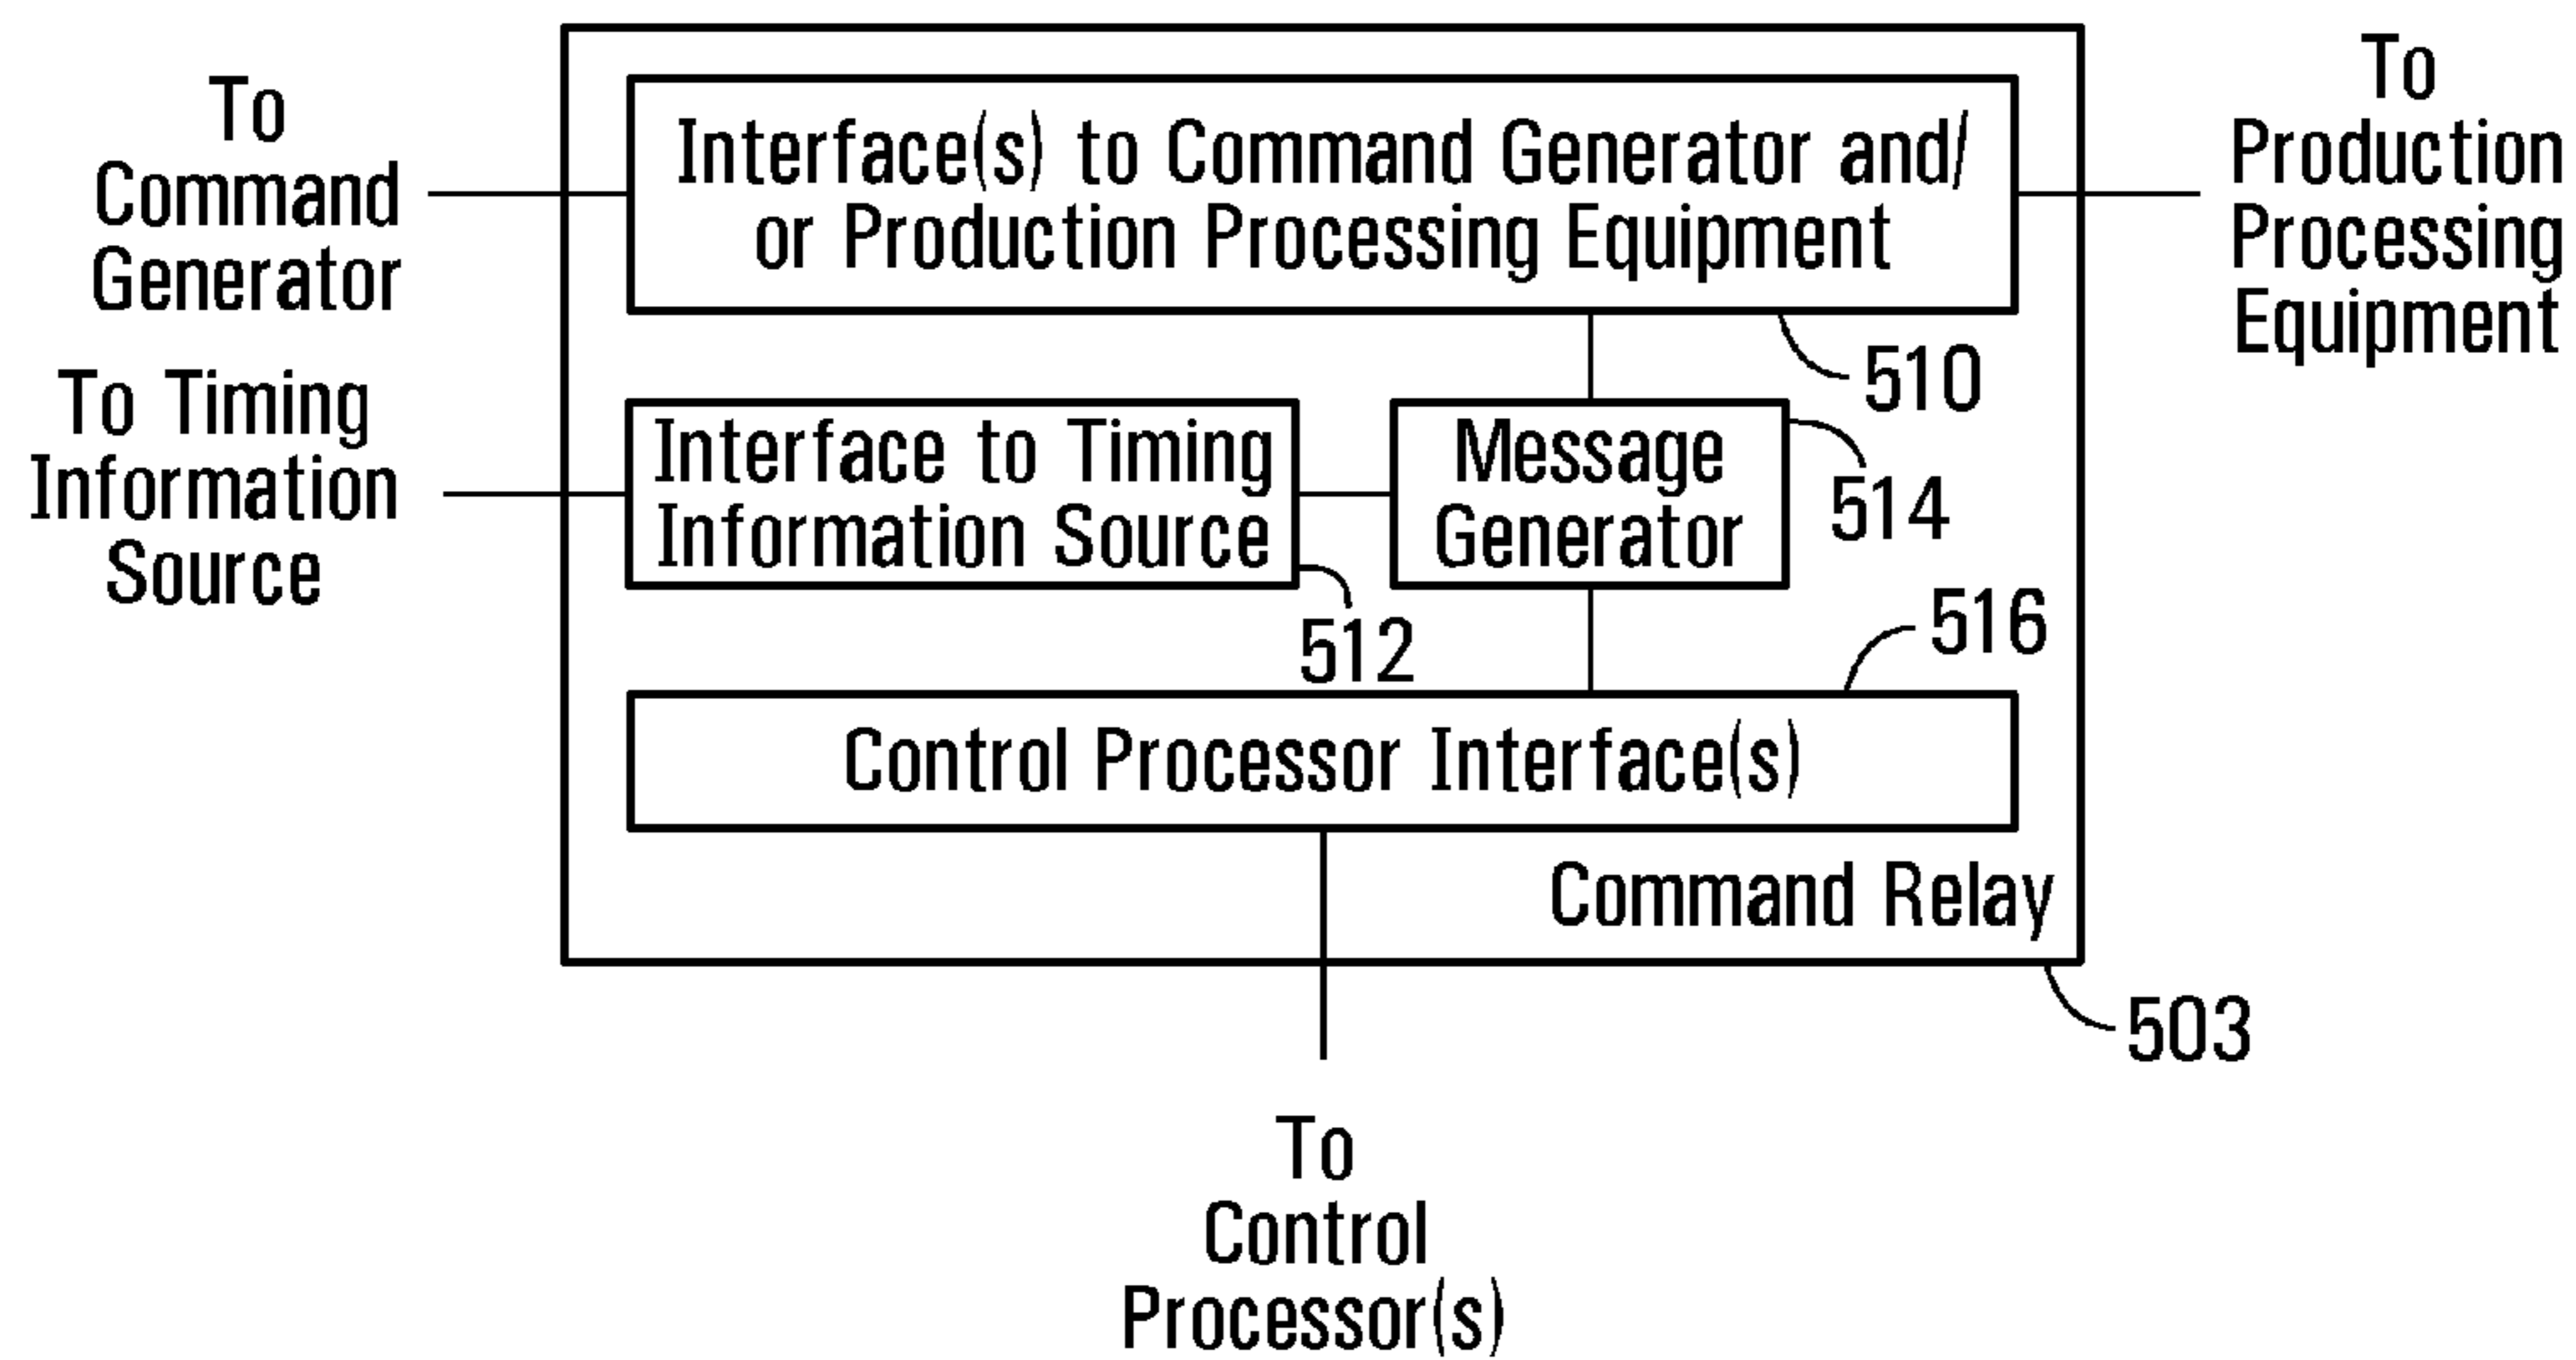 To
Command
Generator
Interface(s) to Command Generator and/
or Production Processing Equipment
To
Production
Processing
Equipment
510
To Timing
Information
Source
Interface to Timing
Information Source
512
Message
Generator
514
516
Control Processor Interface(s)
Command Relay
503
To
Control
Processor(s)